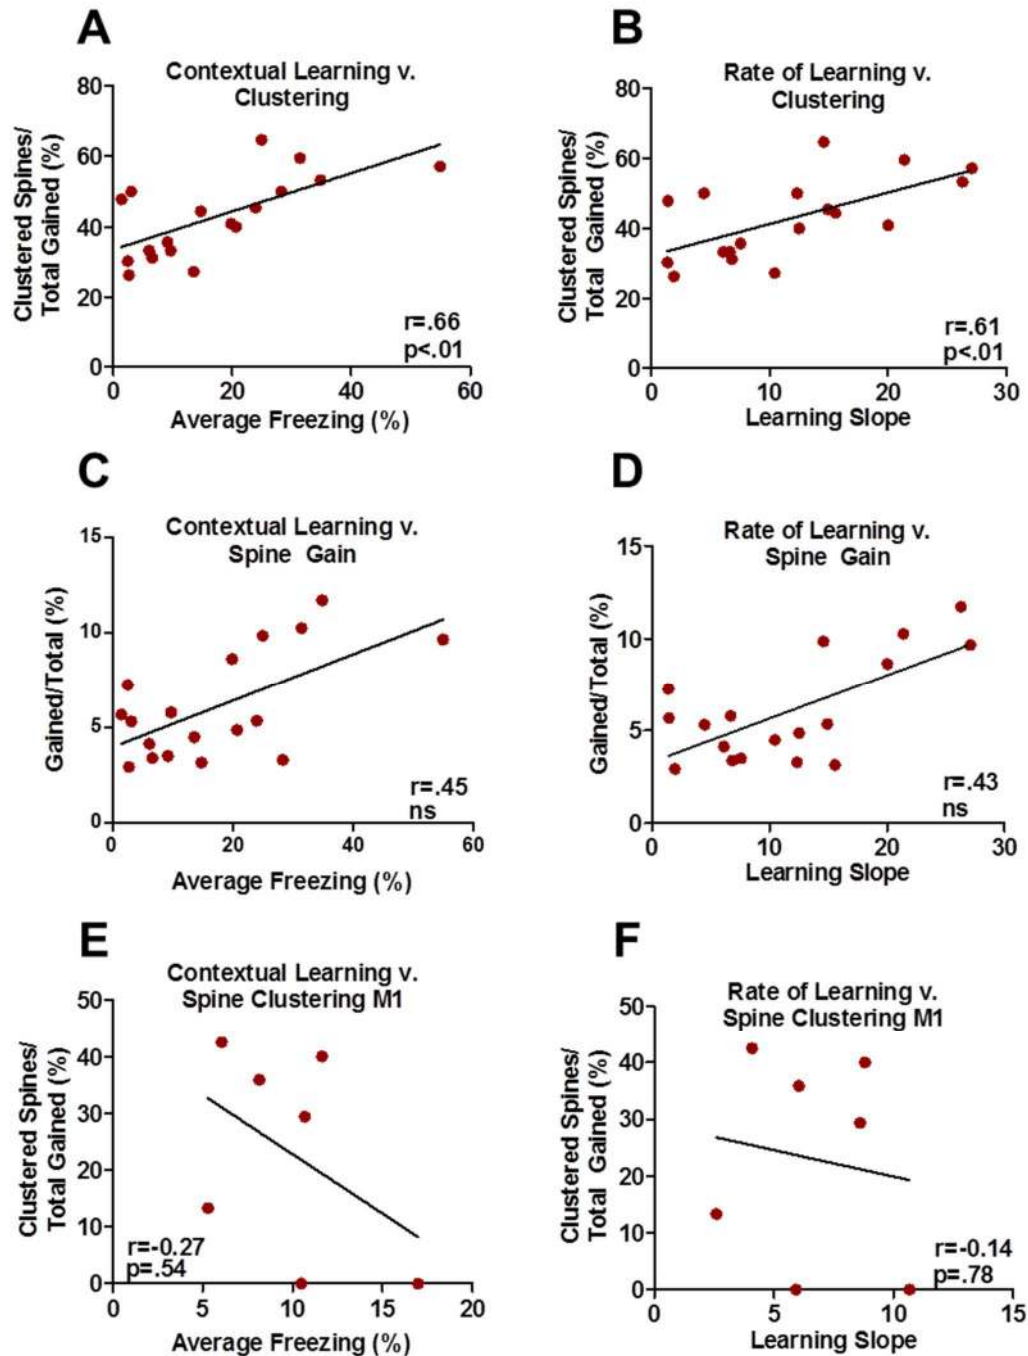 A
Contextual Learning v.
Clustering
Clustered Spines/
Total Gained (%)
80
60
40
20
0
r=.66
p<.01
0 20 40 60
Average Freezing (%)
B
Rate of Learning v.
Clustering
Clustered Spines/
Total Gained (%)
80
60
40
20
0
r=.61
p<.01
0 10 20 30
Learning Slope
C
Contextual Learning v.
Spine Gain
Gained/Total (%)
15
10
5
0
r=.45
ns
0 20 40 60
Average Freezing (%)
D
Rate of Learning v.
Spine Gain
Gained/Total (%)
15
10
5
0
r=.43
ns
0 10 20 30
Learning Slope
E
Contextual Learning v.
Spine Clustering M1
Clustered Spines/
Total Gained (%)
50
40
30
20
10
0
r=-0.27
p=.54
0 5 10 15 20
Average Freezing (%)
F
Rate of Learning v.
Spine Clustering M1
Clustered Spines/
Total Gained (%)
50
40
30
20
10
0
r=-0.14
p=.78
0 5 10 15
Learning Slope